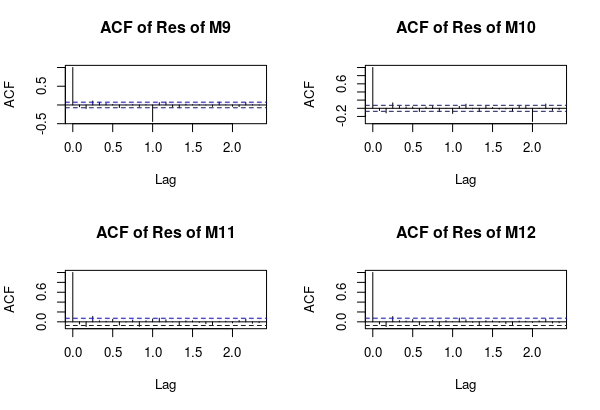 ACF of Res of M9
ACF
0.5
-0.5
0.0 0.5 1.0 1.5 2.0
Lag
ACF of Res of M10
ACF
0.6
-0.2
0.0 0.5 1.0 1.5 2.0
Lag
ACF of Res of M11
ACF
0.6
0.0
0.0 0.5 1.0 1.5 2.0
Lag
ACF of Res of M12
ACF
0.6
0.0
0.0 0.5 1.0 1.5 2.0
Lag